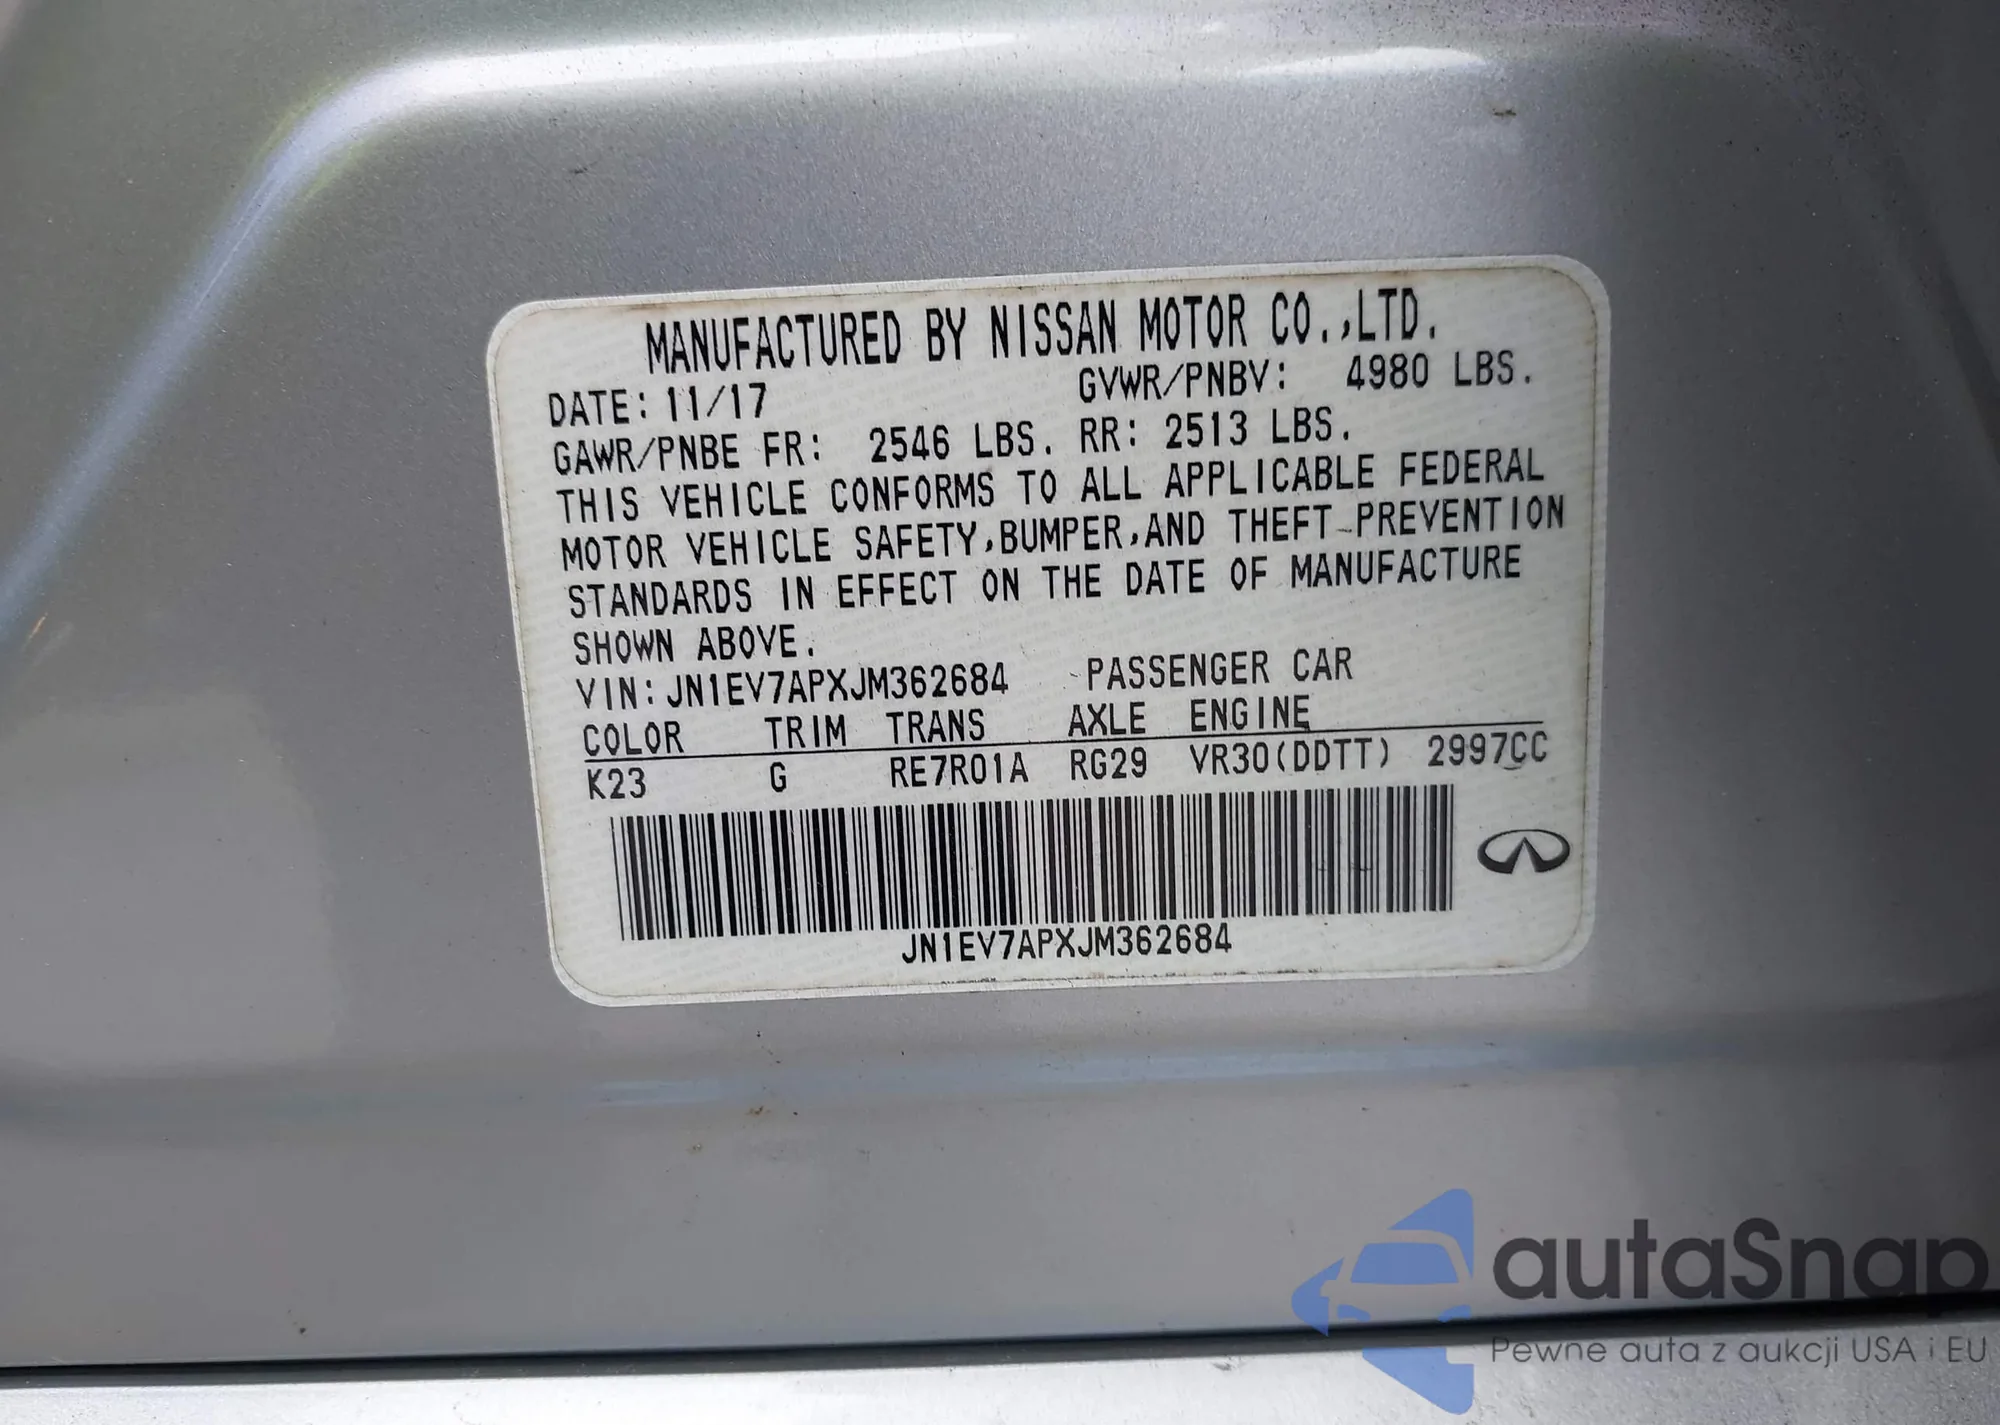 MANUFACTURED BY NISSAN MOTOR CO.,LTD.
DATE: 11/17 GVWR/PNBV: 4980 LBS.
GAWR/PNBE FR: 2546 LBS. RR: 2513 LBS.
THIS VEHICLE CONFORMS TO ALL APPLICABLE FEDERAL
MOTOR VEHICLE SAFETY,BUMPER,AND THEFT PREVENTION
STANDARDS IN EFFECT ON THE DATE OF MANUFACTURE
SHOWN ABOVE.
VIN: JN1EV7APXJM362684 PASSENGER CAR
COLOR TRIM TRANS AXLE ENGINE
K23 G RE7R01A RG29 VR30(DDTT) 2997CC
JN1EV7APXJM362684
autaSnap
Pewne auta z aukcji USA i EU